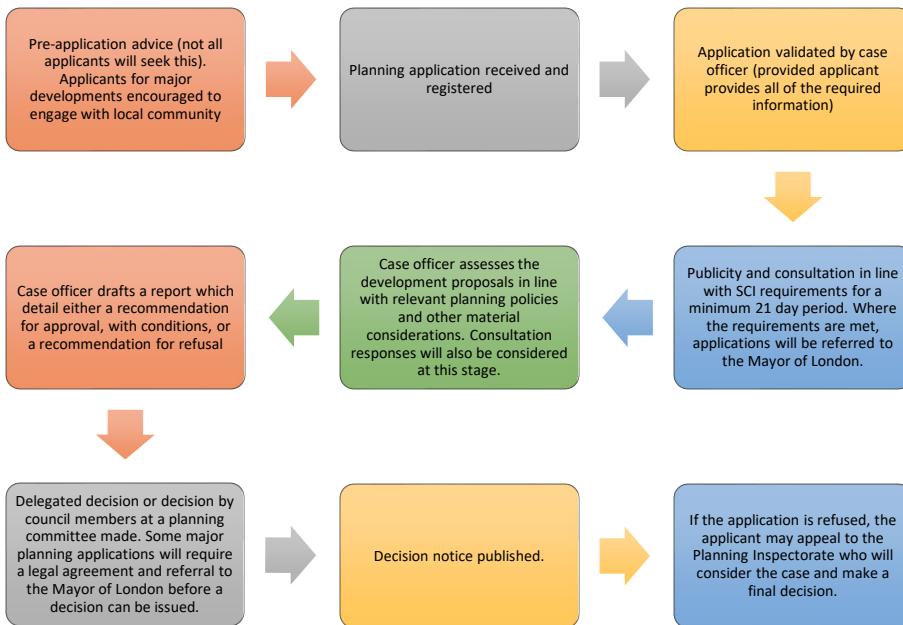 Pre-application advice (not all
applicants will seek this).
Applicants for major
developments encouraged to
engage with local community
Planning application received and
registered
Application validated by case
officer (provided applicant
provides all of the required
information)
Publicity and consultation in line
with SCI requirements for a
minimum 21 day period. Where
the requirements are met,
applications will be referred to
the Mayor of London.
Case officer assesses the
development proposals in line
with relevant planning policies
and other material
considerations. Consultation
responses will also be considered
at this stage.
Case officer drafts a report which
detail either a recommendation
for approval, with conditions, or
a recommendation for refusal
Delegated decision or decision by
council members at a planning
committee made. Some major
planning applications will require
a legal agreement and referral to
the Mayor of London before a
decision can be issued.
Decision notice published.
If the application is refused, the
applicant may appeal to the
Planning Inspectorate who will
consider the case and make a
final decision.